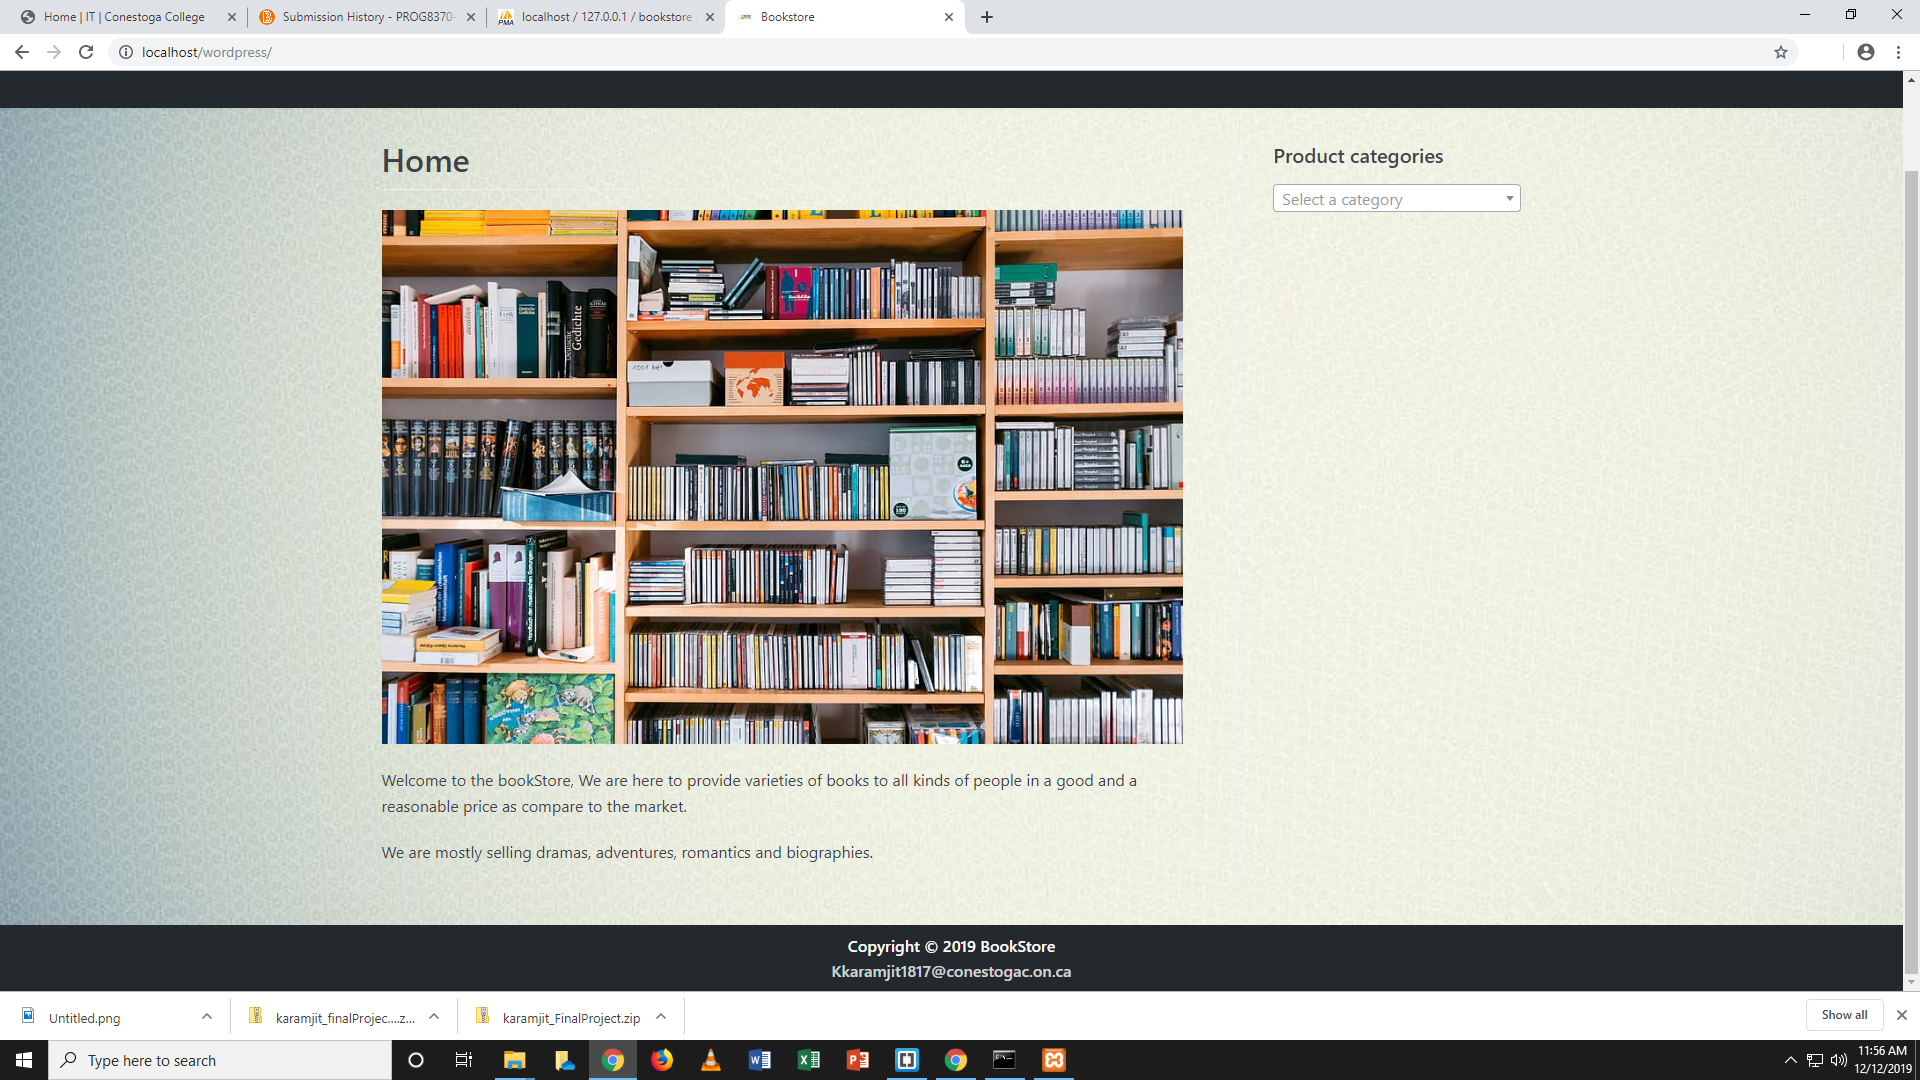 Home | IT | Conestoga College
Submission History - PROG8370-
localhost / 127.0.0.1 / bookstore
Bookstore
localhost/wordpress/
Home
Product categories
Select a category
Gedichte
Welcome to the bookStore, We are here to provide varieties of books to all kinds of people in a good and a
reasonable price as compare to the market.
We are mostly selling dramas, adventures, romantics and biographies.
Copyright © 2019 BookStore
Kkaramjit1817@conestogac.on.ca
Untitled.png
karamjit_finalProjec....z...
karamjit_FinalProject.zip
Show all
Type here to search
11:56 AM
12/12/2019